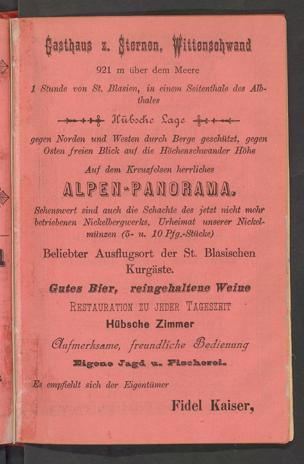 Gasthaus z. Sternen, Wittenschwand
921 m über dem Meere
1 Stunde von St. Blasien, in einem Seitenthale des Alb-
thales
Hübsche Lage
gegen Norden und Westen durch Berge geschützt, gegen
Osten freien Blick auf die Höchenschwander Höhe
Auf dem Kreuzfelsen herrliches
ALPEN-PANORAMA.
Sehenswert sind auch die Schachte des jetzt nicht mehr
betriebenen Nickelbergwerks, Urheimat unserer Nickel-
münzen (5- u. 10 Pfg.-Stücke)
Beliebter Ausflugsort der St. Blasischen
Kurgäste.
Gutes Bier, reingehaltene Weine
RESTAURATION ZU JEDER TAGESZEIT
Hübsche Zimmer
Aufmerksame, freundliche Bedienung
Eigene Jagd u. Fischerei.
Es empfiehlt sich der Eigentümer
Fidel Kaiser,